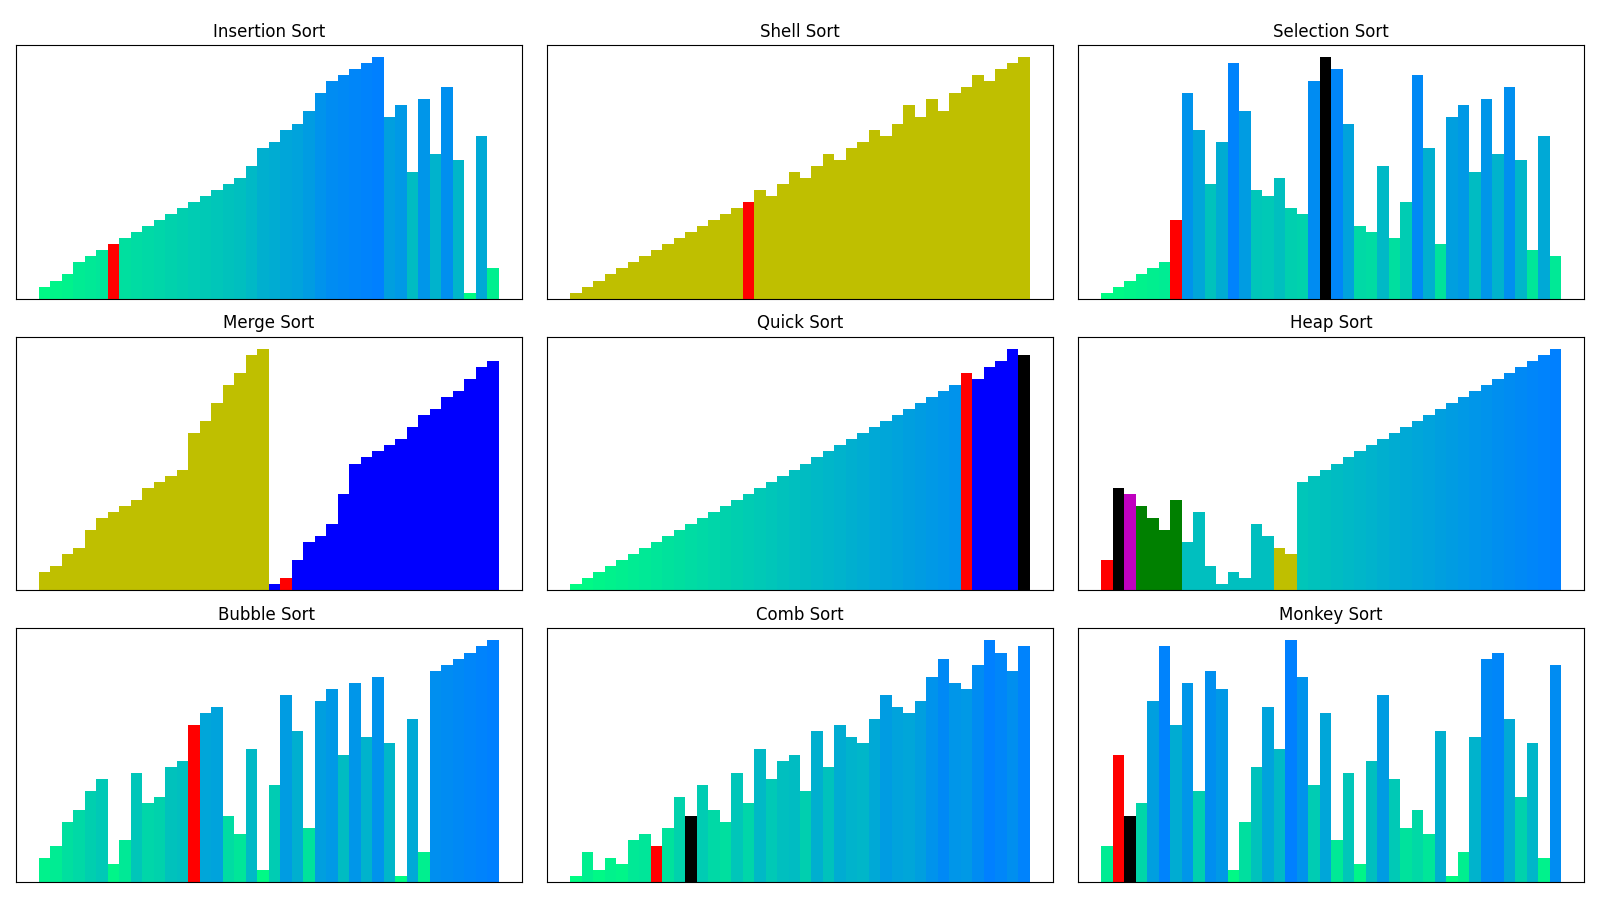 Insertion Sort
Shell Sort
Selection Sort
Merge Sort
Quick Sort
Heap Sort
Bubble Sort
Comb Sort
Monkey Sort